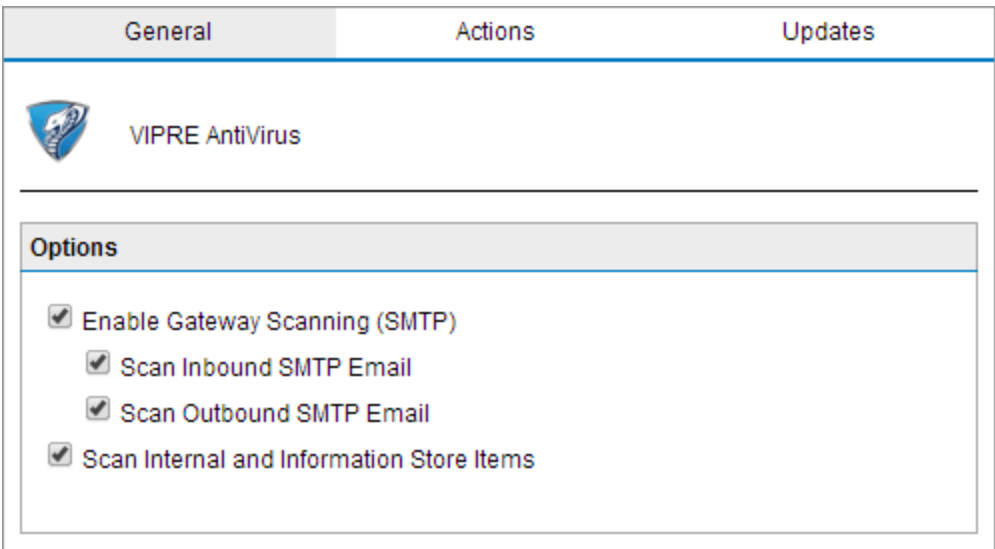 General Actions Updates
VIPRE AntiVirus
Options
Enable Gateway Scanning (SMTP)
Scan Inbound SMTP Email
Scan Outbound SMTP Email
Scan Internal and Information Store Items